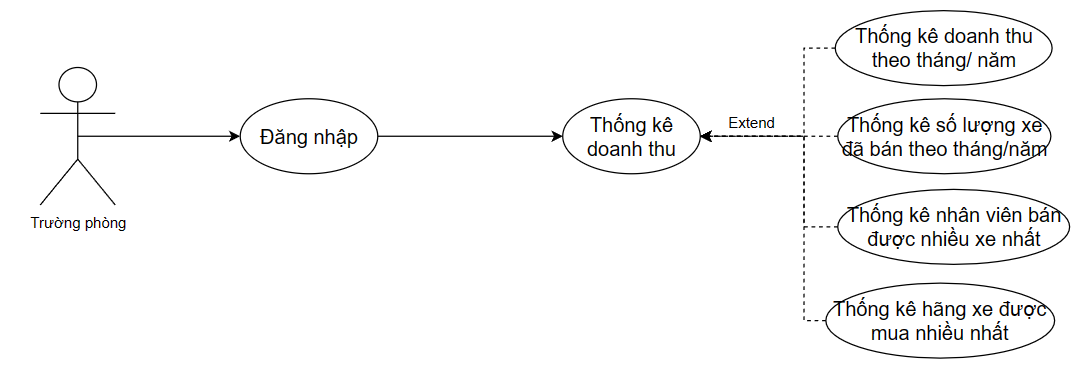 Trường phòng
Đăng nhập
Thống kê
doanh thu
Extend
Thống kê doanh thu
theo tháng/ năm
Thống kê số lượng xe
đã bán theo tháng/năm
Thống kê nhân viên bán
được nhiều xe nhất
Thống kê hãng xe được
mua nhiều nhất